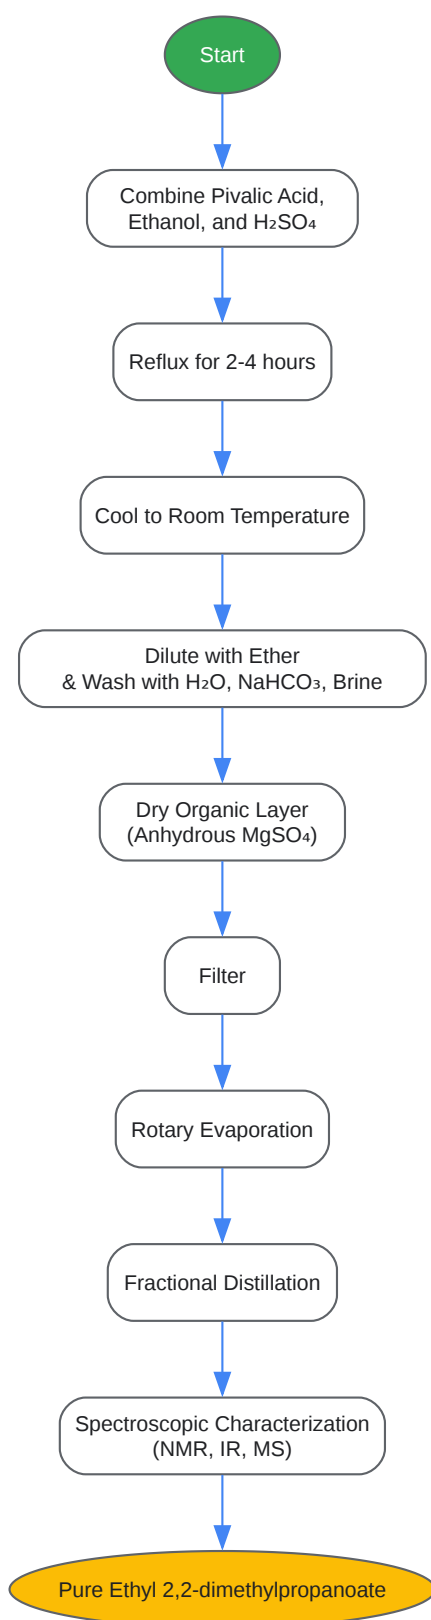 Start
Combine Pivalic Acid,
Ethanol, and H₂SO₄
Reflux for 2-4 hours
Cool to Room Temperature
Dilute with Ether
& Wash with H₂O, NaHCO₃, Brine
Dry Organic Layer
(Anhydrous MgSO₄)
Filter
Rotary Evaporation
Fractional Distillation
Spectroscopic Characterization
(NMR, IR, MS)
Pure Ethyl 2,2-dimethylpropanoate